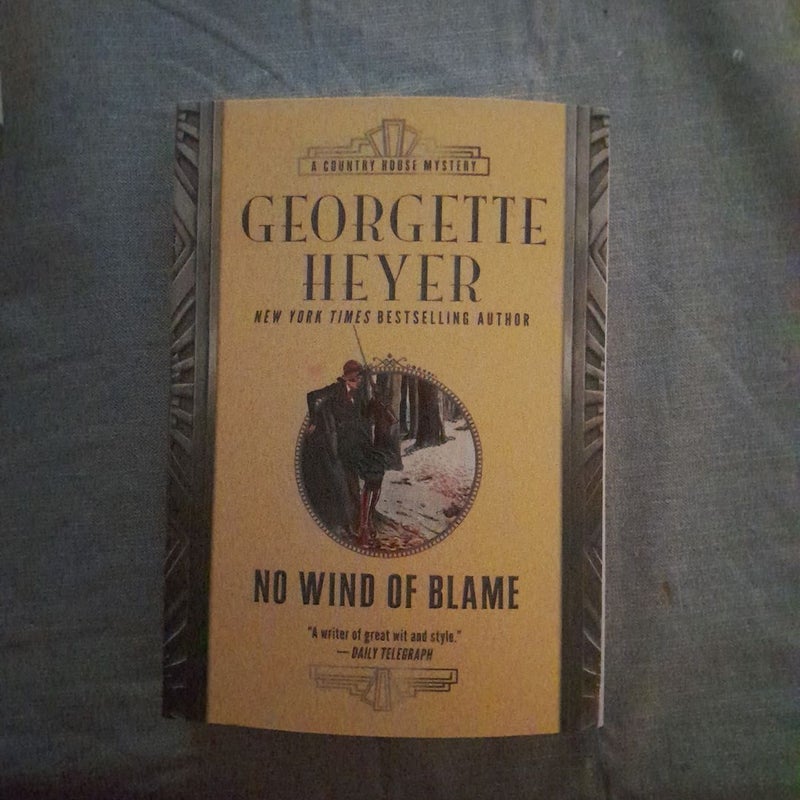 A COUNTRY HOUSE MYSTERY
GEORGETTE
HEYER
NEW YORK TIMES BESTSELLING AUTHOR
NO WIND OF BLAME
"A writer of great wit and style."
— DAILY TELEGRAPH